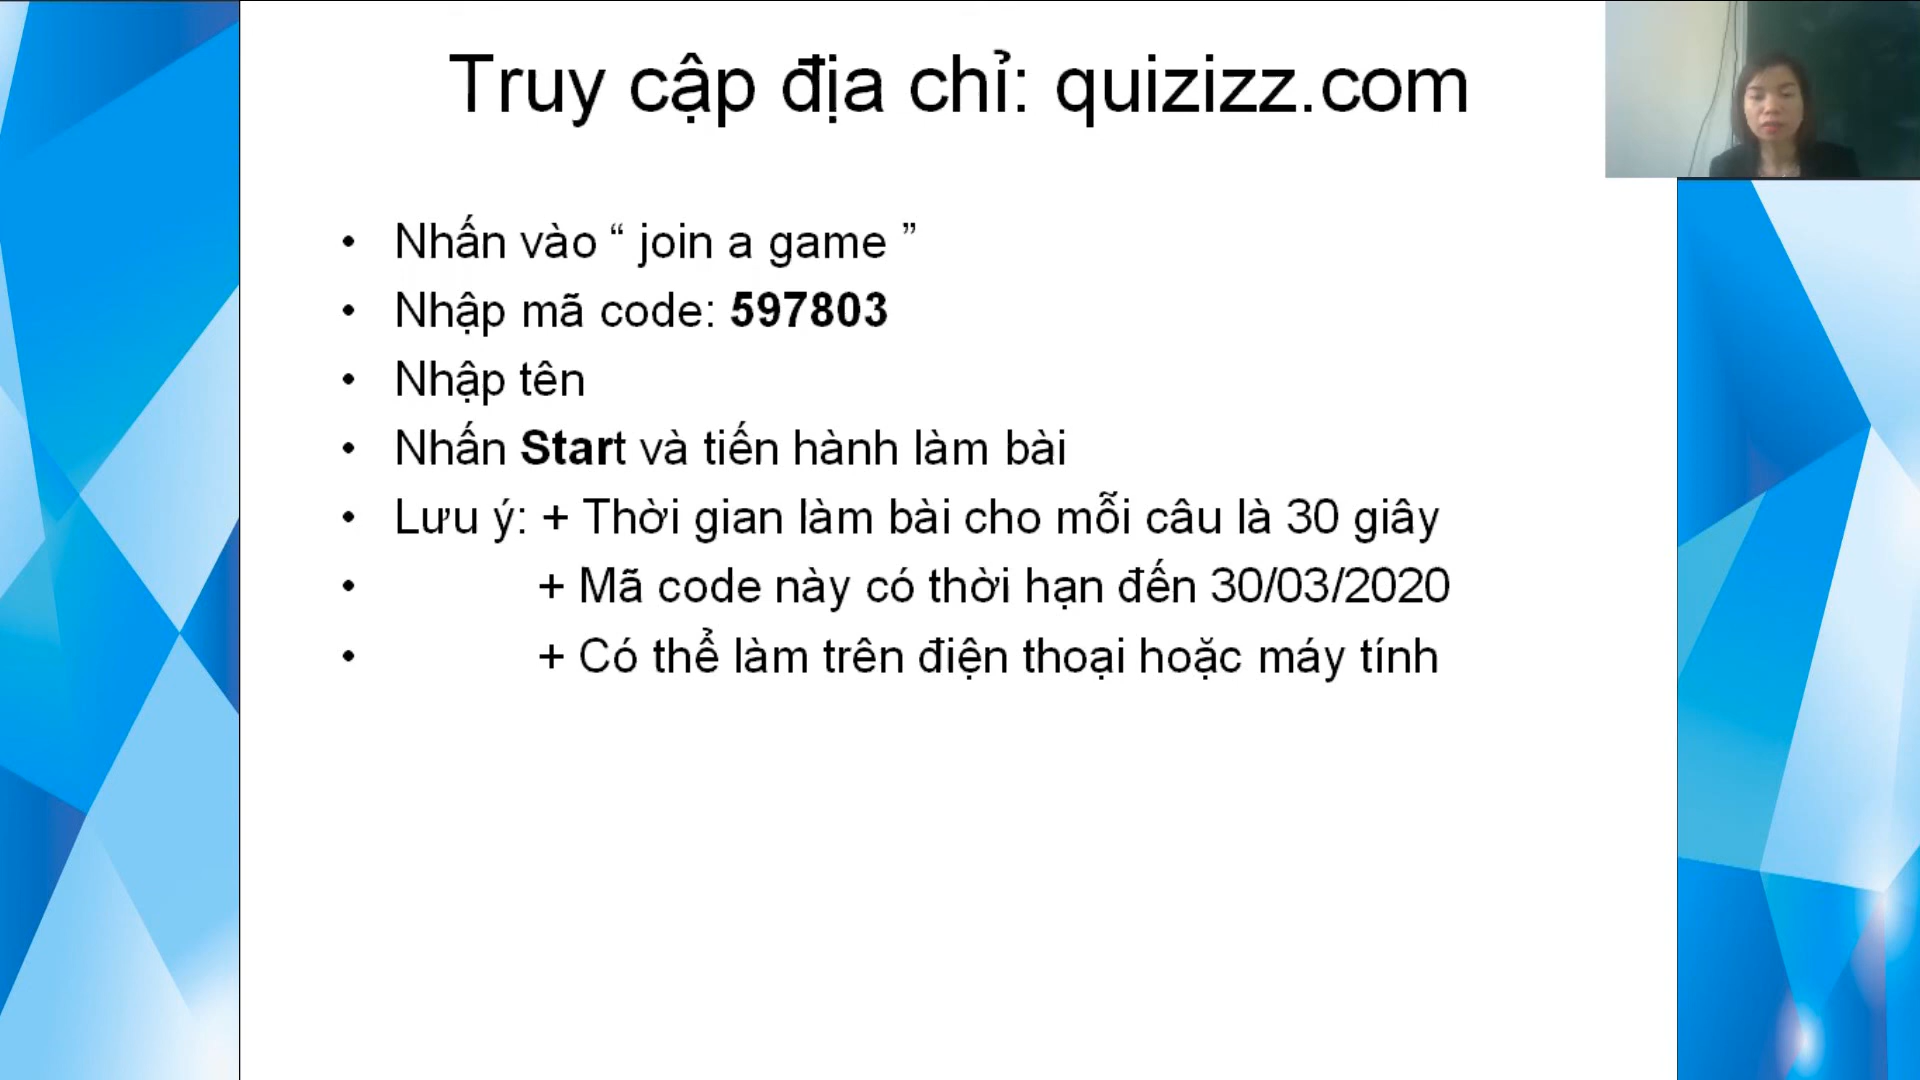 Truy cập địa chỉ: quizizz.com
• Nhấn vào “ join a game ”
• Nhập mã code: 597803
• Nhập tên
• Nhấn Start và tiến hành làm bài
• Lưu ý: + Thời gian làm bài cho mỗi câu là 30 giây
• + Mã code này có thời hạn đến 30/03/2020
• + Có thể làm trên điện thoại hoặc máy tính